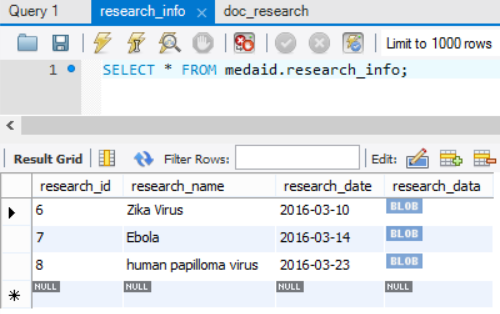 Query 1 research_info × doc_research
Limit to 1000 rows
1 SELECT * FROM medaid.research_info;
Result Grid Filter Rows: Edit:
research_id research_name research_date research_data
6 Zika Virus 2016-03-10 BLOB
7 Ebola 2016-03-14 BLOB
8 human papilloma virus 2016-03-23 BLOB
NULL NULL NULL NULL